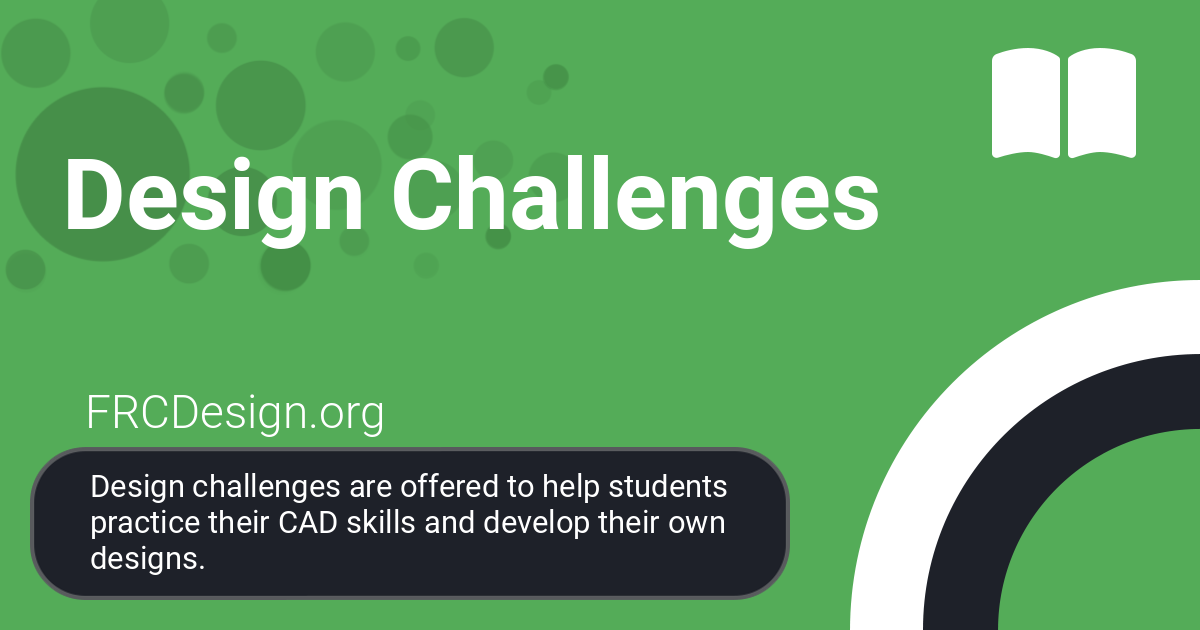 Design Challenges
FRCDesign.org
Design challenges are offered to help students
practice their CAD skills and develop their own
designs.